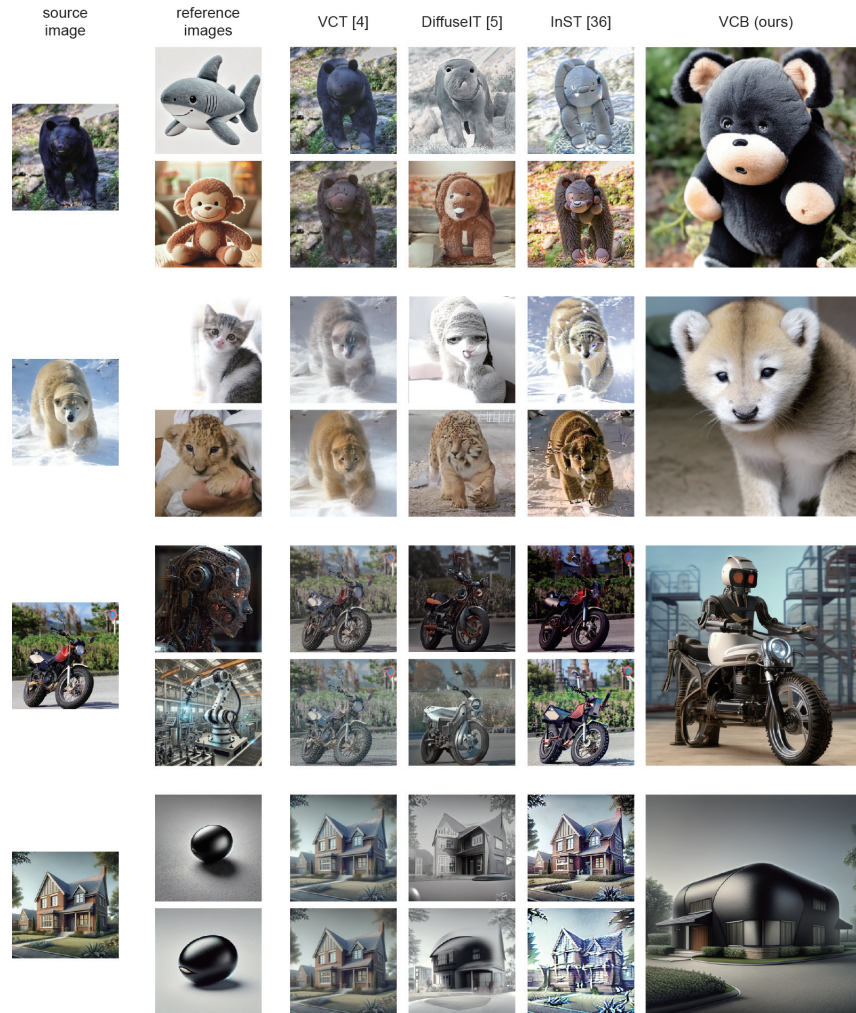 source
image
reference
images
VCT [4]
DiffuseIT [5]
InST [36]
VCB (ours)